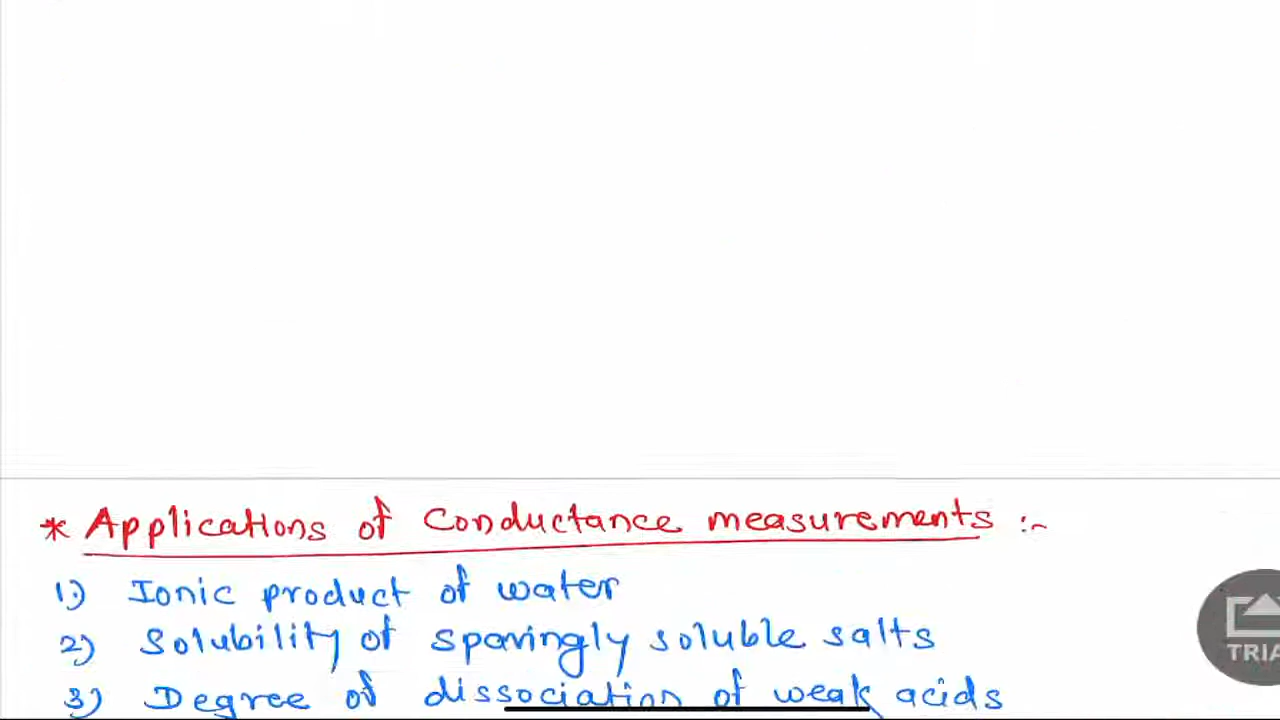 * Applications of Conductance measurements :-
1.) Ionic product of water
2) Solubility of sparingly soluble salts
3) Degree of dissociation of weak acids
TRIA